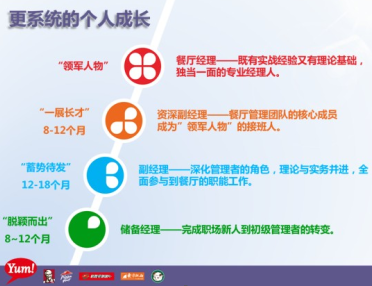 更系统的个人成长
“领军人物”
餐厅经理——既有实战经验又有理论基础，
独当一面的专业经理人。
“一展长才”
8-12个月
资深副经理——餐厅管理团队的核心成员
成为”领军人物”的接班人。
“蓄势待发”
12-18个月
副经理——深化管理者的角色，理论与实务并进，全
面参与到餐厅的职能工作。
“脱颖而出”
8~12个月
储备经理——完成职场新人到初级管理者的转变。
Yum!
KFC